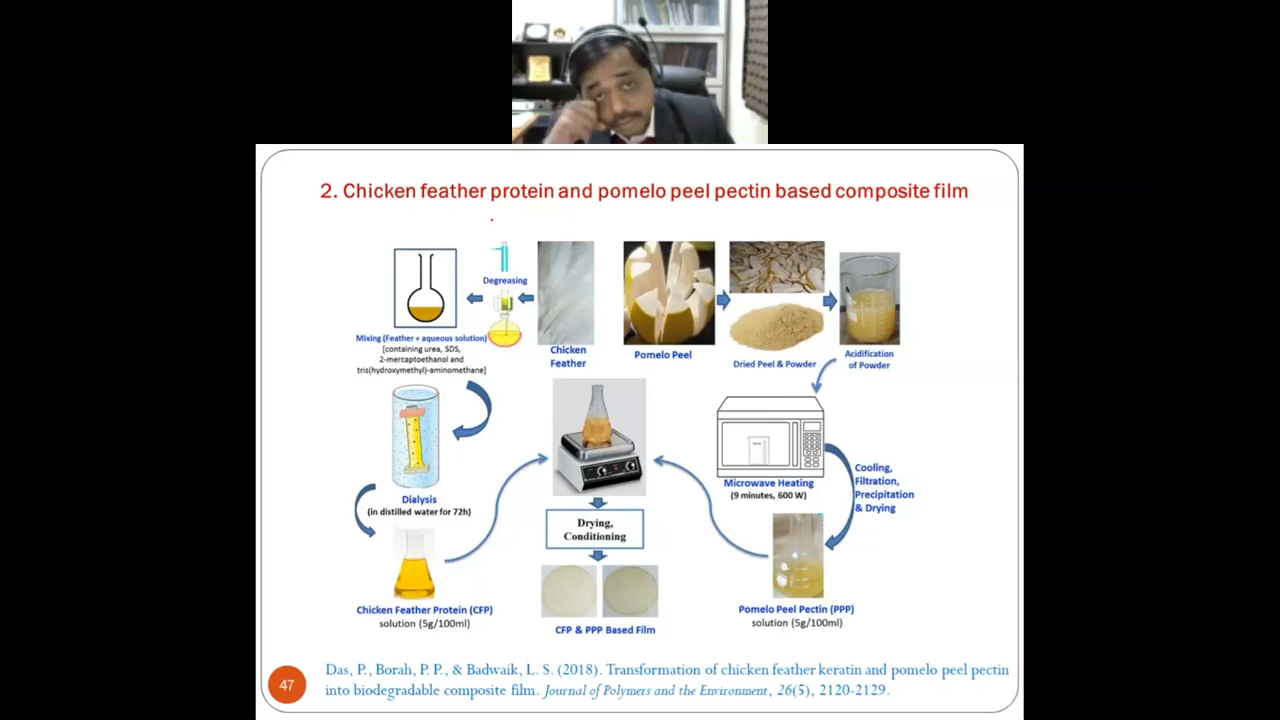 2. Chicken feather protein and pomelo peel pectin based composite film
Degreasing
Mixing (Feather + aqueous solution)
[containing urea, SDS,
2-mercaptoethanol and
tris(hydroxymethyl)-aminomethane]
Chicken
Feather
Pomelo Peel
Dried Peel & Powder
Acidification
of Powder
Dialysis
(in distilled water for 72h)
Microwave Heating
(9 minutes, 600 W)
Cooling,
Filtration,
Precipitation
& Drying
Drying,
Conditioning
Chicken Feather Protein (CFP)
solution (5g/100ml)
CFP & PPP Based Film
Pomelo Peel Pectin (PPP)
solution (5g/100ml)
47
Das, P., Borah, P. P., & Badwaik, L. S. (2018). Transformation of chicken feather keratin and pomelo peel pectin
into biodegradable composite film. Journal of Polymers and the Environment, 26(5), 2120-2129.